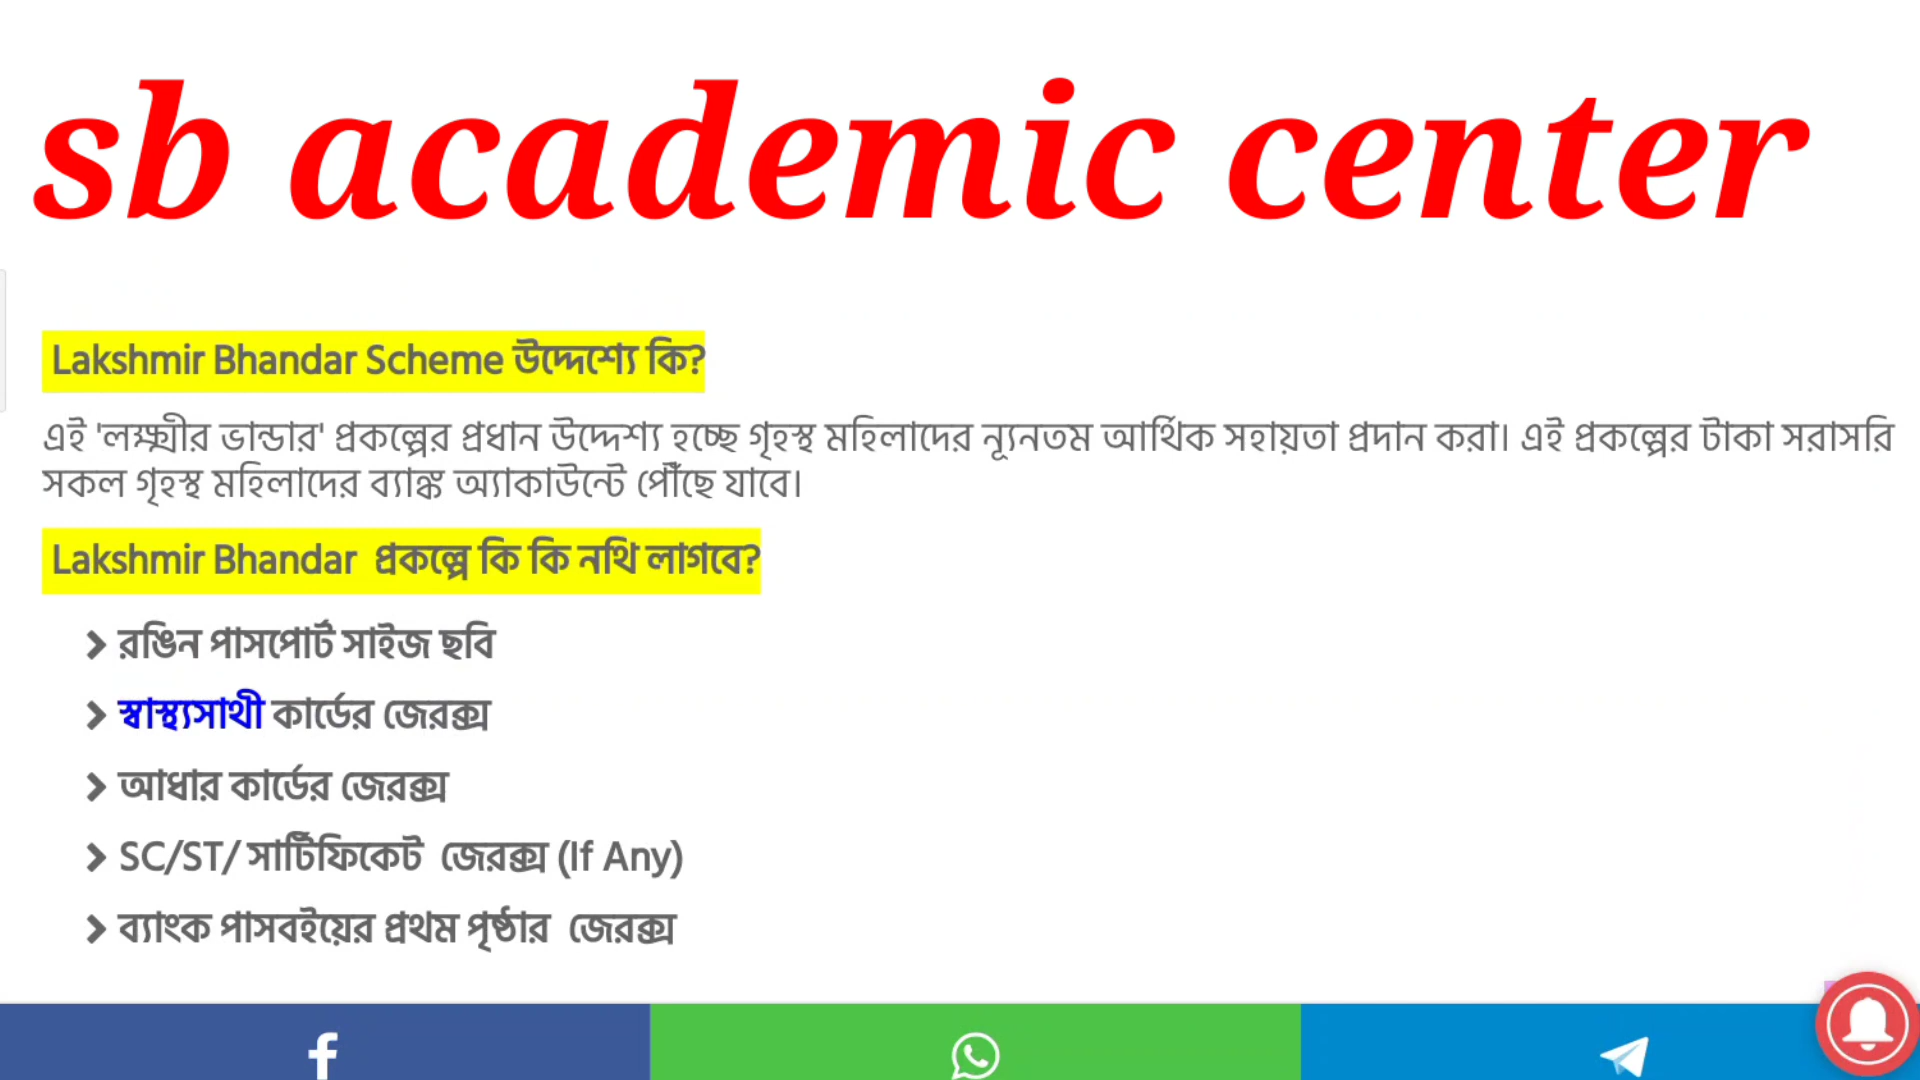 sb academic center
Lakshmir Bhandar Scheme উদ্দেশ্যে কি?
এই 'লক্ষ্মীর ভান্ডার' প্রকল্পের প্রধান উদ্দেশ্য হচ্ছে গৃহস্থ মহিলাদের ন্যূনতম আর্থিক সহায়তা প্রদান করা। এই প্রকল্পের টাকা সরাসরি
সকল গৃহস্থ মহিলাদের ব্যাঙ্ক অ্যাকাউন্টে পৌঁছে যাবে।
Lakshmir Bhandar প্রকল্পে কি কি নথি লাগবে?
রঙিন পাসপোর্ট সাইজ ছবি
স্বাস্থ্যসাথী কার্ডের জেরক্স
আধার কার্ডের জেরক্স
SC/ST/ সার্টিফিকেট জেরক্স (If Any)
ব্যাংক পাসবইয়ের প্রথম পৃষ্ঠার জেরক্স